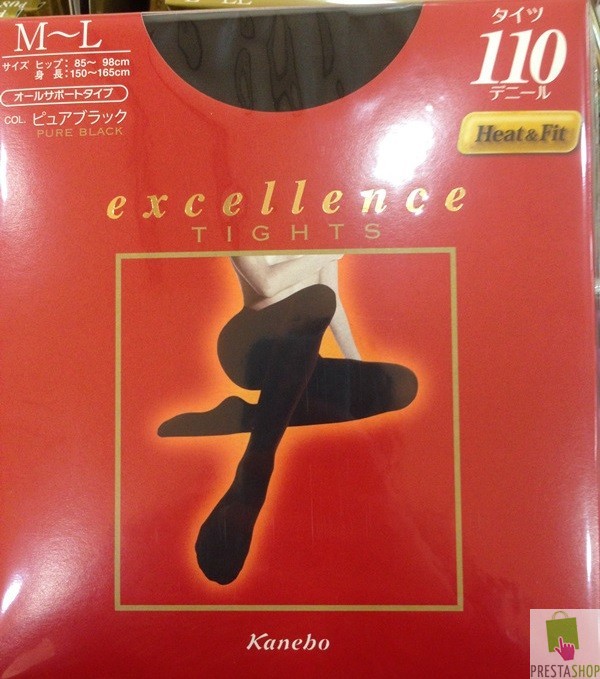 M～L
サイズ ヒップ：85～ 98cm
身 長：150～165cm
オールサポートタイプ
COL. ピュアブラック
PURE BLACK
タイツ
110
デニール
Heat & Fit
excellence
TIGHTS
Kanebo
PRESTASHOP